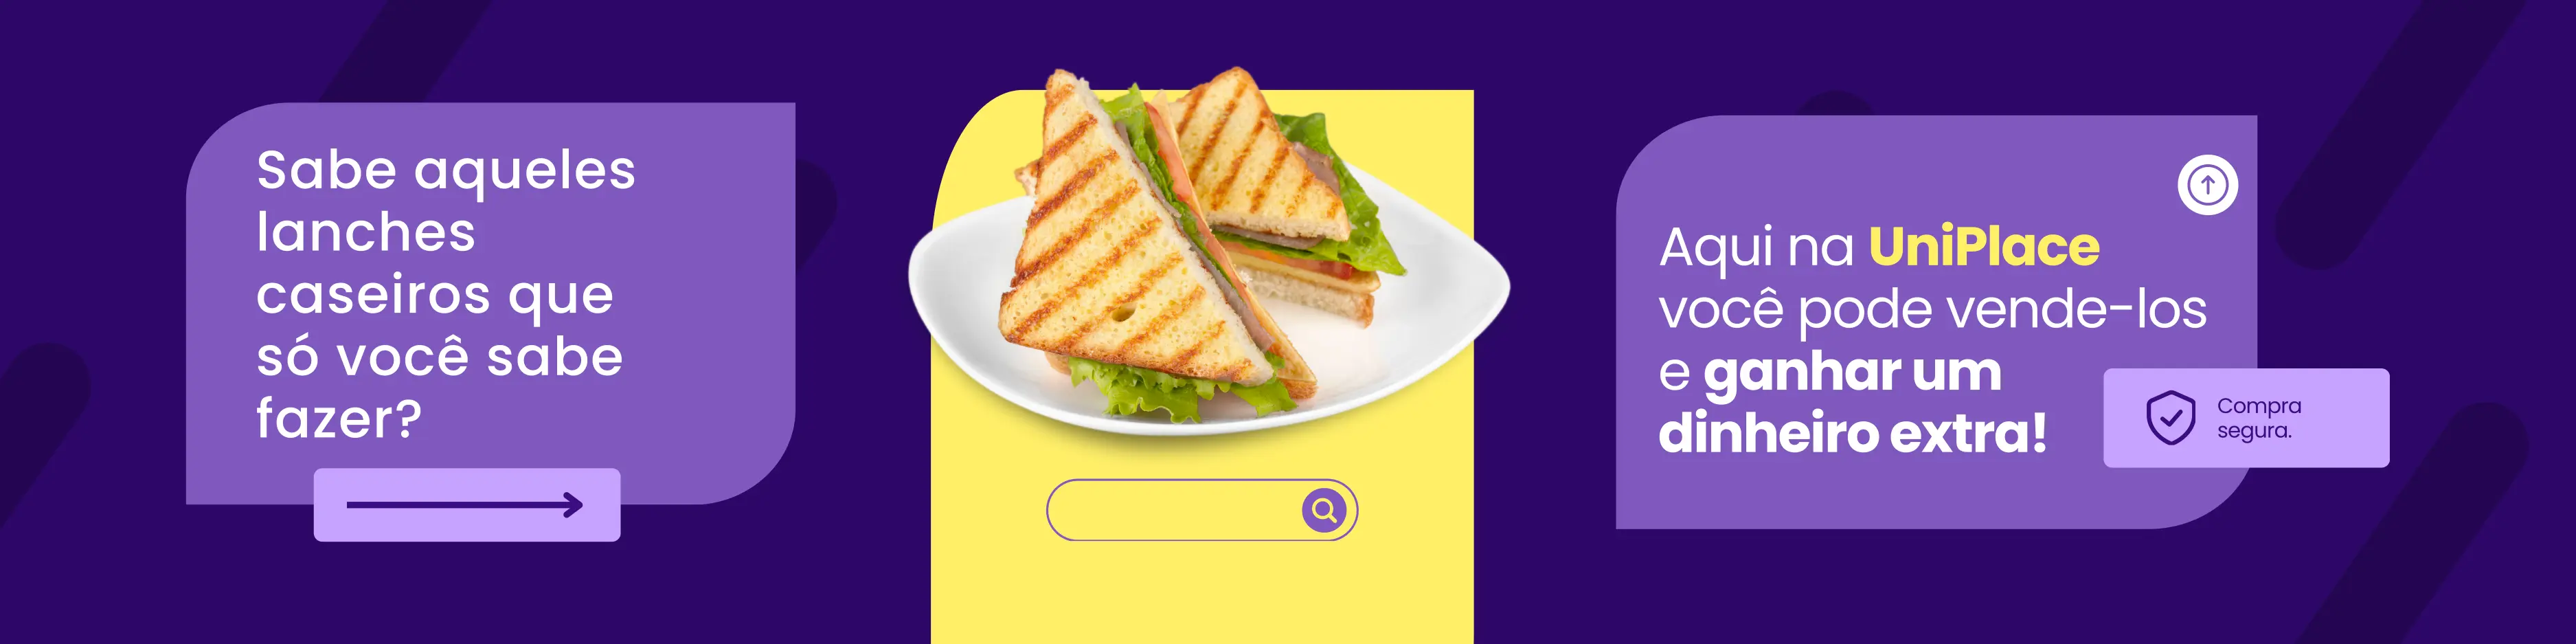 Sabe aqueles
lanches
caseiros que
só você sabe
fazer?
Aqui na UniPlace
você pode vende-los
e ganhar um
dinheiro extra!
Compra
segura.